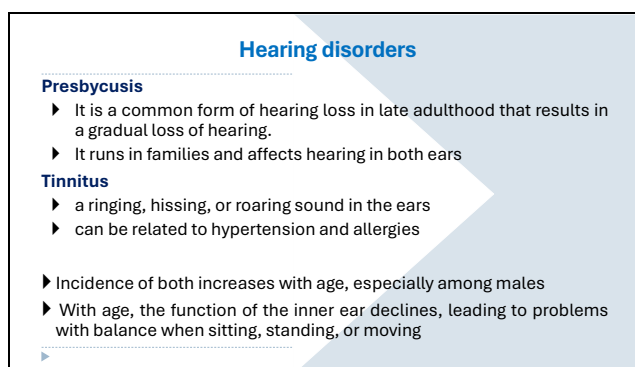 Hearing disorders
Presbycusis
It is a common form of hearing loss in late adulthood that results in
a gradual loss of hearing.
It runs in families and affects hearing in both ears
Tinnitus
a ringing, hissing, or roaring sound in the ears
can be related to hypertension and allergies
Incidence of both increases with age, especially among males
With age, the function of the inner ear declines, leading to problems
with balance when sitting, standing, or moving